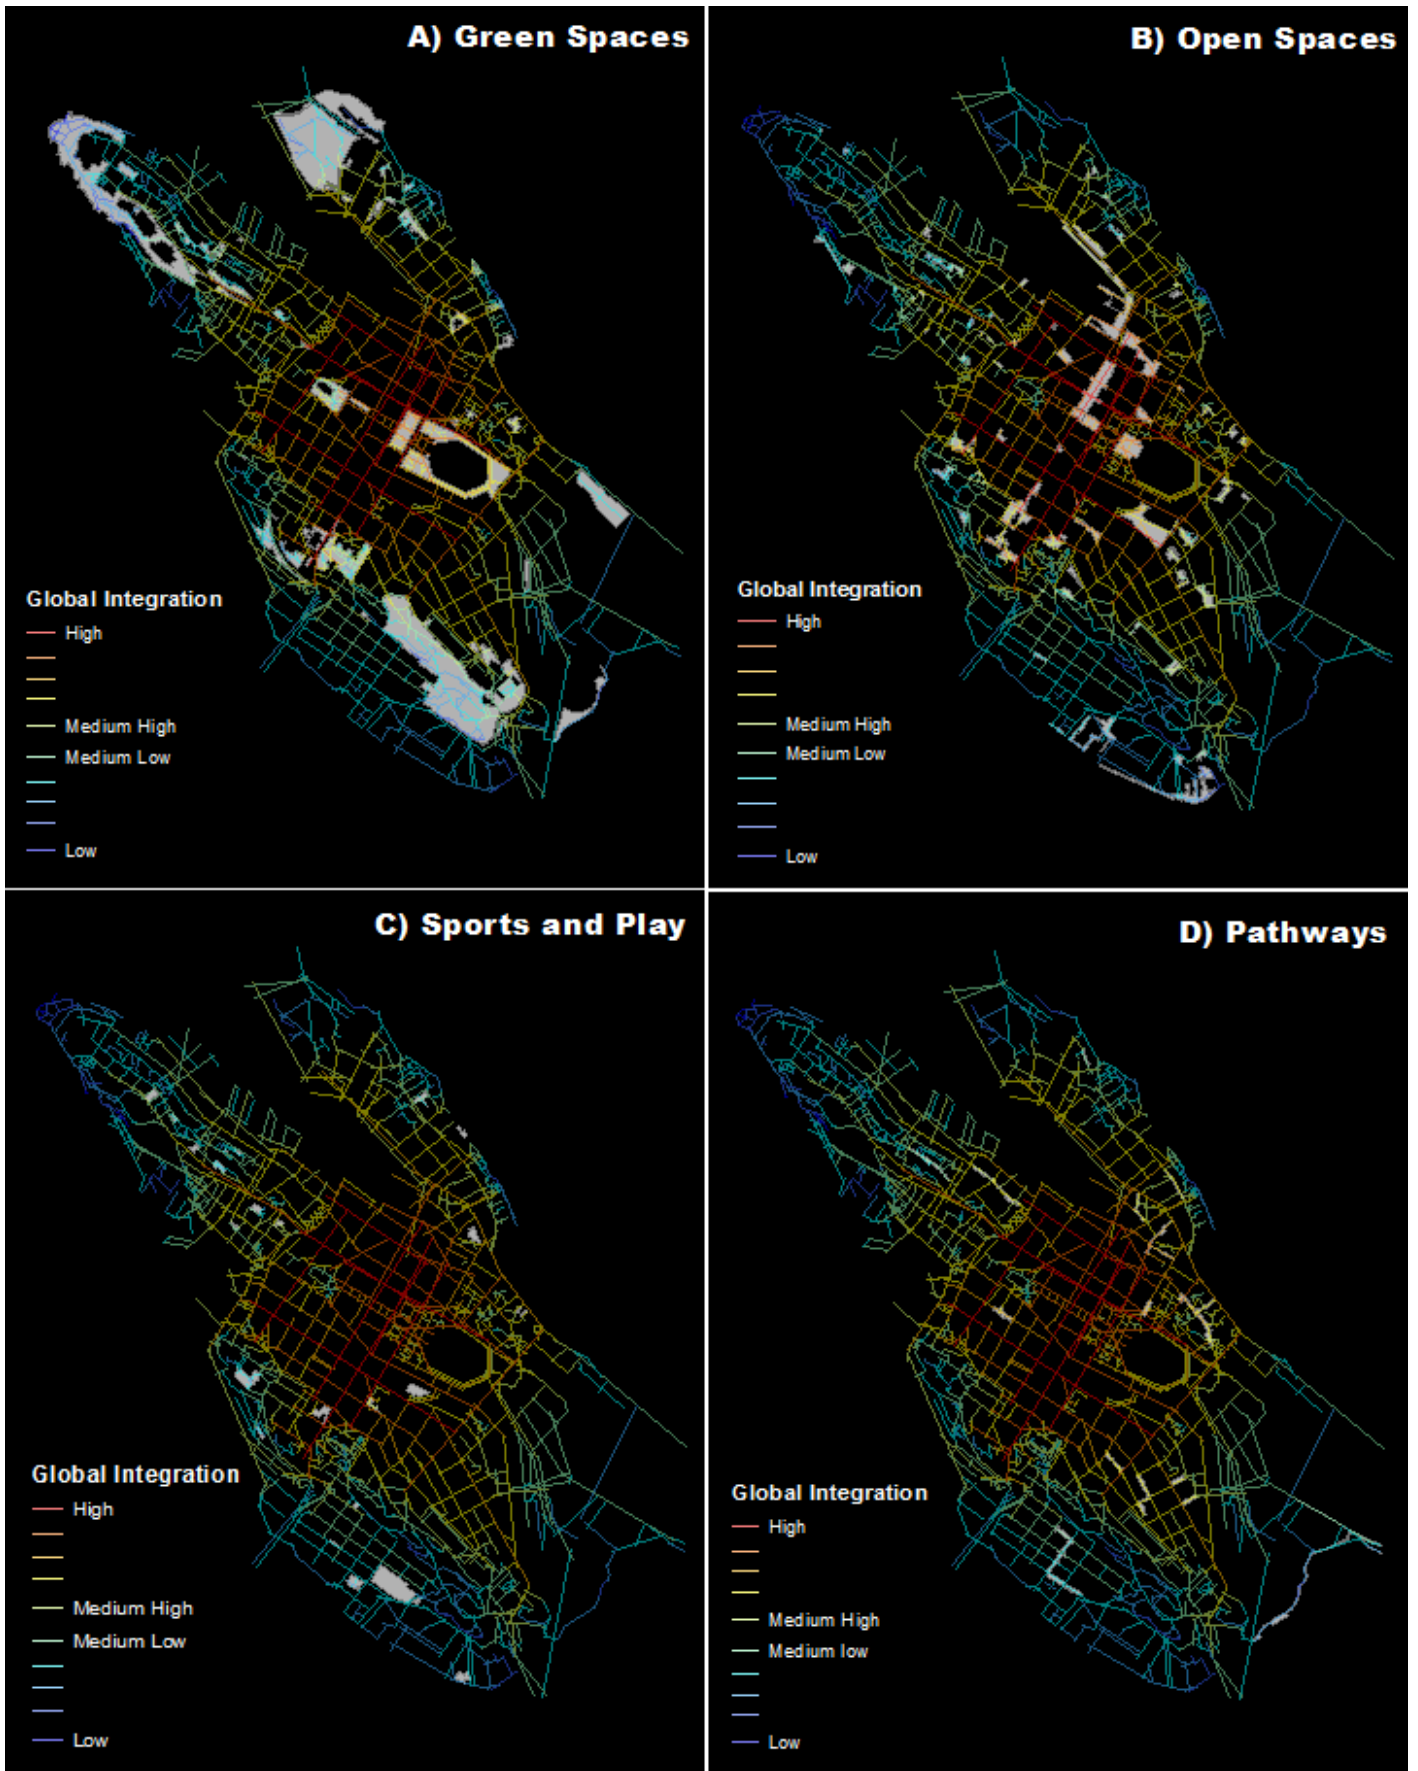 A) Green Spaces
Global Integration
High
Medium High
Medium Low
Low
B) Open Spaces
Global Integration
High
Medium High
Medium Low
Low
C) Sports and Play
Global Integration
High
Medium High
Medium Low
Low
D) Pathways
Global Integration
High
Medium High
Medium low
Low